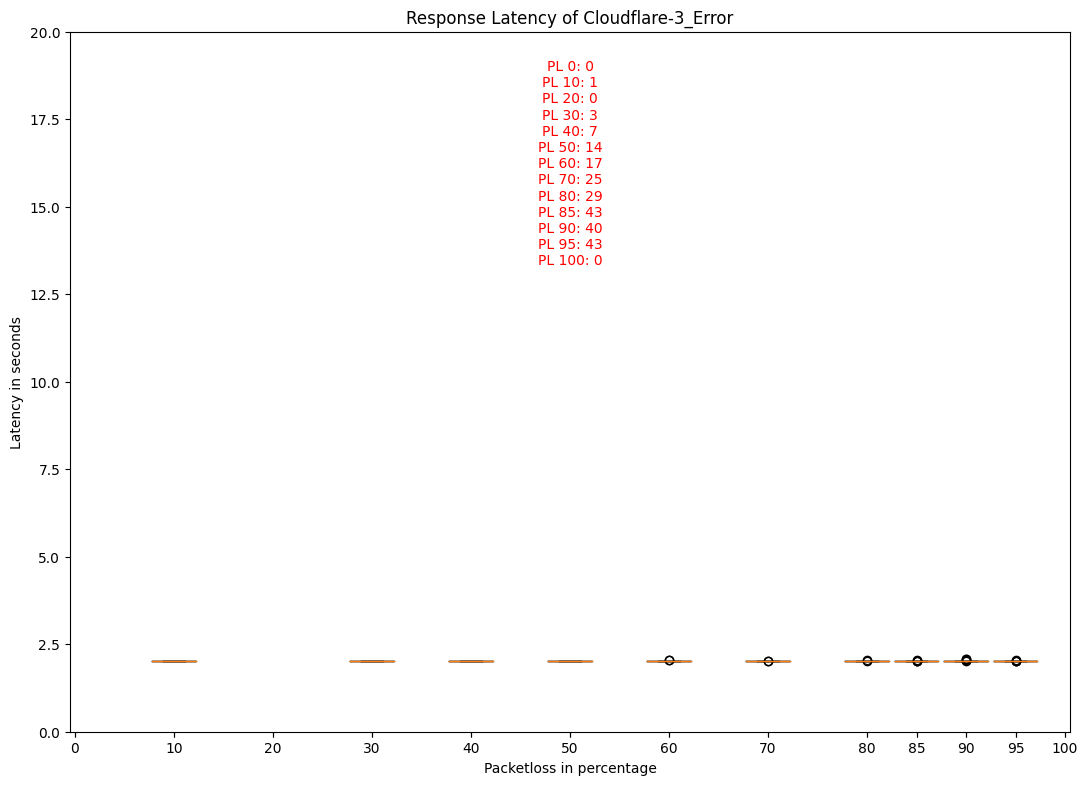 Response Latency of Cloudflare-3_Error
20.0
17.5
15.0
12.5
10.0
7.5
5.0
2.5
0.0
Latency in seconds
PL 0: 0
PL 10: 1
PL 20: 0
PL 30: 3
PL 40: 7
PL 50: 14
PL 60: 17
PL 70: 25
PL 80: 29
PL 85: 43
PL 90: 40
PL 95: 43
PL 100: 0
0 10 20 30 40 50 60 70 80 85 90 95 100
Packetloss in percentage